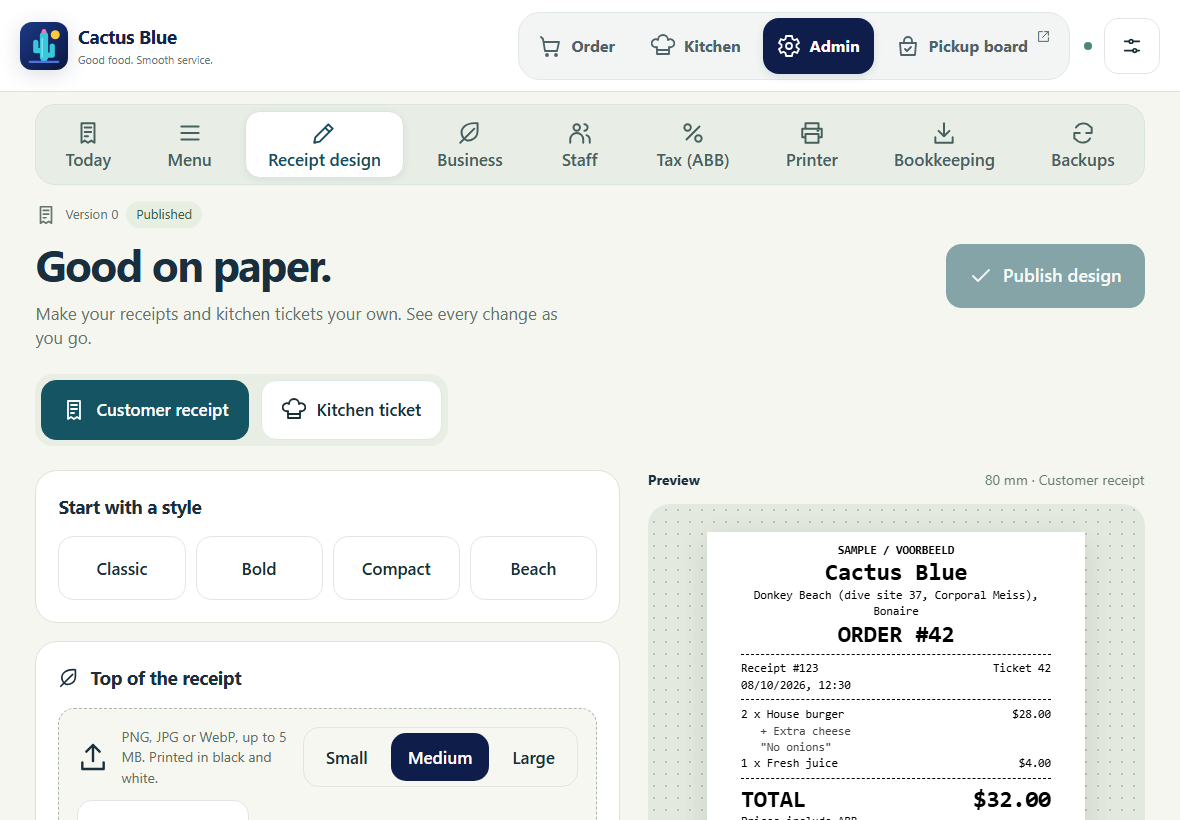 Cactus Blue
Good food. Smooth service.
Order
Kitchen
Admin
Pickup board
Today
Menu
Receipt design
Business
Staff
Tax (ABB)
Printer
Bookkeeping
Backups
Version 0
Published
Good on paper.
Make your receipts and kitchen tickets your own. See every change as
you go.
Publish design
Customer receipt
Kitchen ticket
Start with a style
Classic
Bold
Compact
Beach
Top of the receipt
PNG, JPG or WebP, up to 5
MB. Printed in black and
white.
Small
Medium
Large
Preview
80 mm · Customer receipt
SAMPLE / VOORBEELD
Cactus Blue
Donkey Beach (dive site 37, Corporal Meiss),
Bonaire
ORDER #42
Receipt #123 Ticket 42
08/10/2026, 12:30
2 x House burger $28.00
+ Extra cheese
"No onions"
1 x Fresh juice $4.00
TOTAL $32.00
Prices include ABB